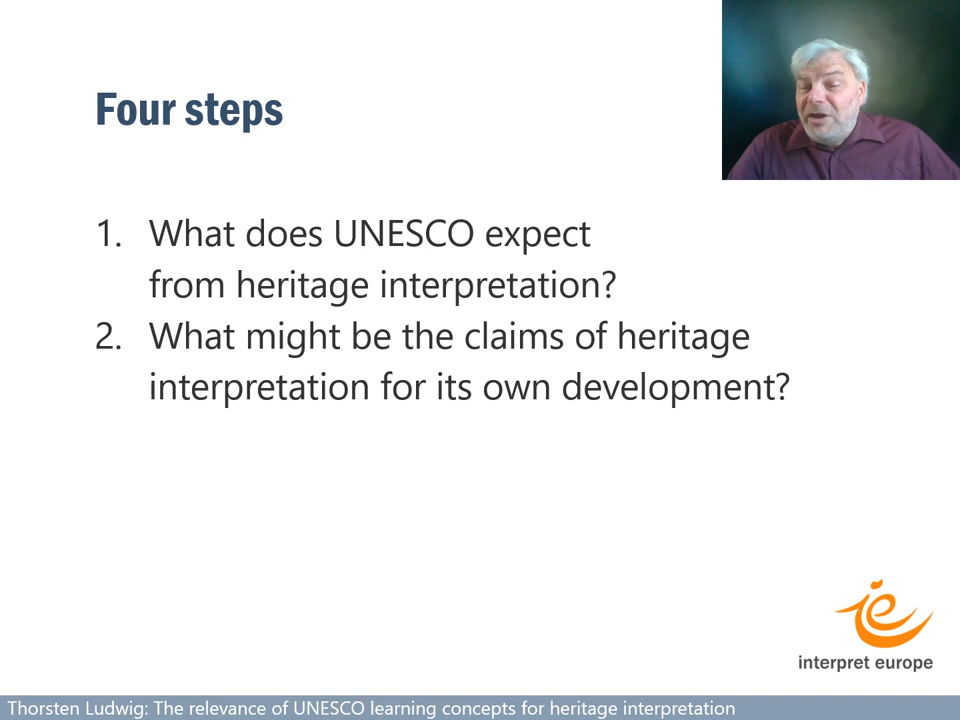 Four steps
1. What does UNESCO expect
from heritage interpretation?
2. What might be the claims of heritage
interpretation for its own development?
ie
interpret europe
Thorsten Ludwig: The relevance of UNESCO learning concepts for heritage interpretation